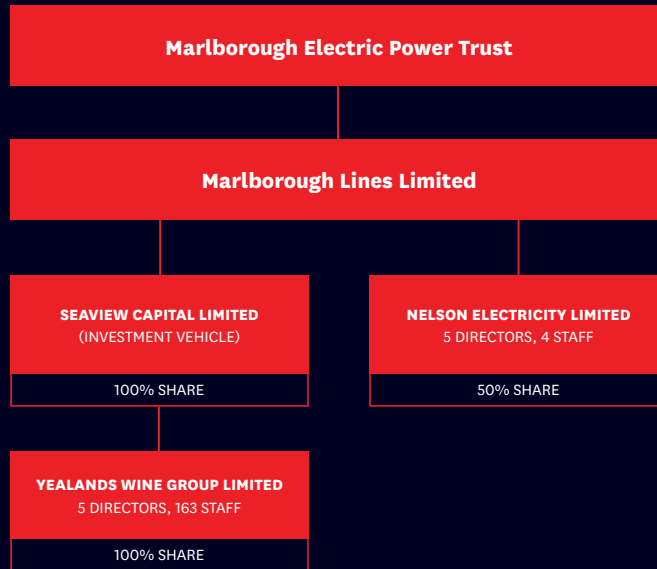 Marlborough Electric Power Trust
Marlborough Lines Limited
SEAVIEW CAPITAL LIMITED
(INVESTMENT VEHICLE)
100% SHARE
NELSON ELECTRICITY LIMITED
5 DIRECTORS, 4 STAFF
50% SHARE
YEALANDS WINE GROUP LIMITED
5 DIRECTORS, 163 STAFF
100% SHARE